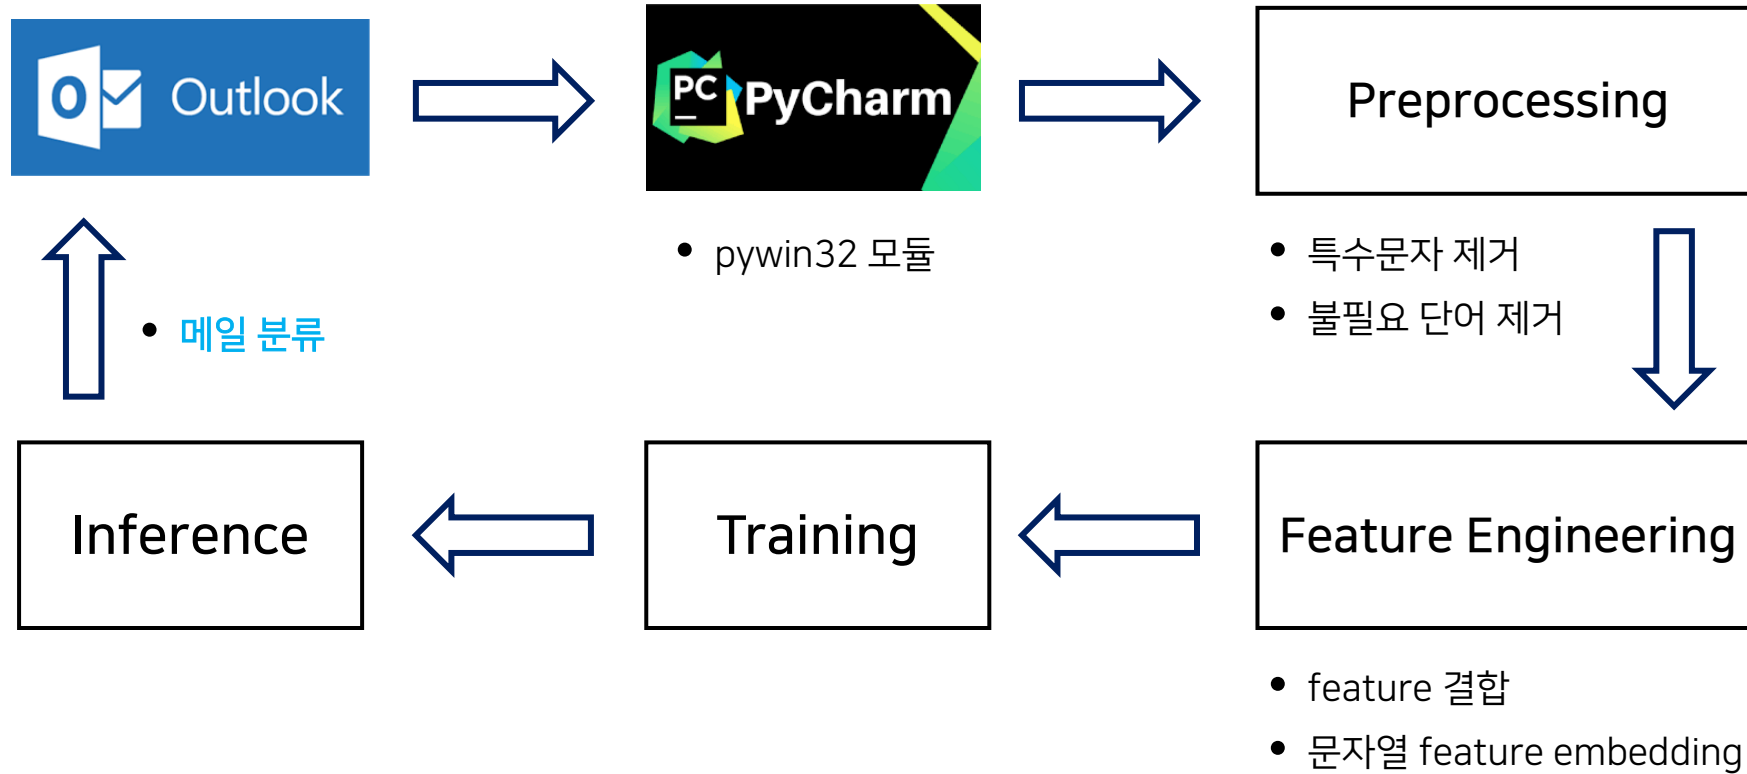 Outlook
PyCharm
PC
Preprocessing
• pywin32 모듈
• 특수문자 제거
• 불필요 단어 제거
• 메일 분류
Inference
Training
Feature Engineering
• feature 결합
• 문자열 feature embedding